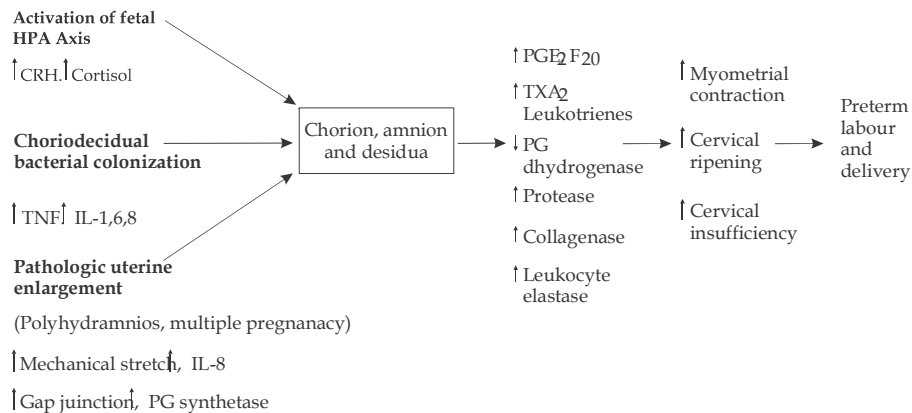 Activation of fetal
HPA Axis
↑CRH.↑Cortisol
Choriodecidual
bacterial colonization
↑TNF↑ IL-1,6,8
Pathologic uterine
enlargement
(Polyhydramnios, multiple pregnanacy)
↑Mechanical stretch,↑ IL-8
↑Gap juinction,↑ PG synthetase
Chorion, amnion
and desidua
↑PGE2 F20
↑TXA2
Leukotrienes
↓PG
dhydrogenase
↑Protease
↑Collagenase
↑Leukocyte
elastase
↑Myometrial
contraction
↑Cervical
ripening
↑Cervical
insufficiency
Preterm
labour
and
delivery